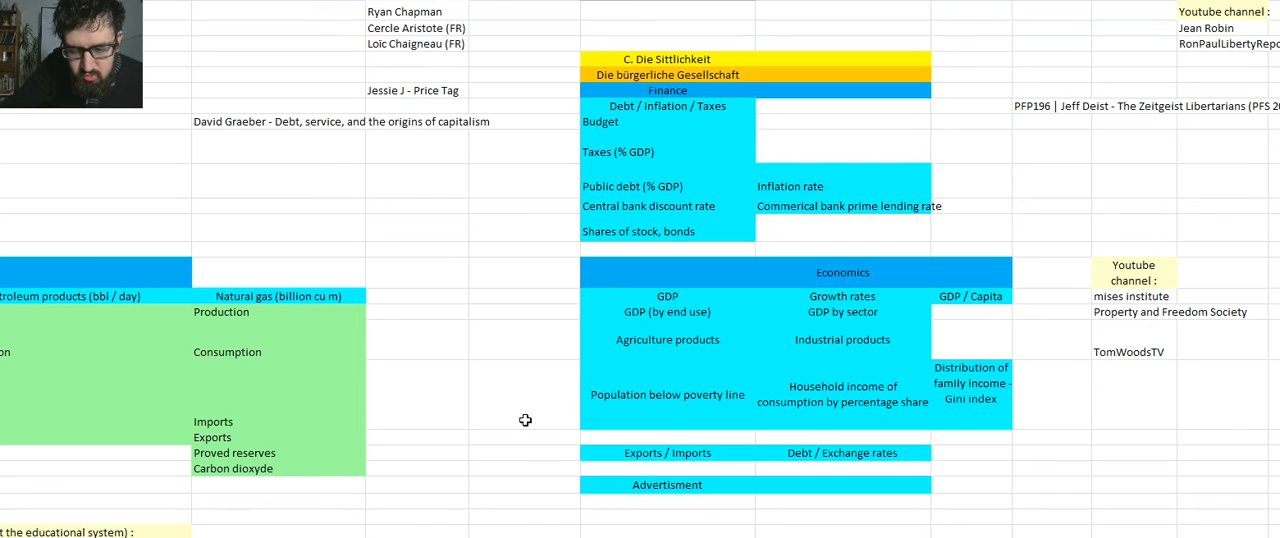 Ryan Chapman
Youtube channel :
Cercle Aristote (FR)
Jean Robin
Loïc Chaigneau (FR)
RonPaulLibertyRepo
C. Die Sittlichkeit
Die bürgerliche Gesellschaft
Jessie J - Price Tag
Finance
Debt / Inflation / Taxes
PFP196 | Jeff Deist - The Zeitgeist Libertarians (PFS 20
David Graeber - Debt, service, and the origins of capitalism
Budget
Taxes (% GDP)
Public debt (% GDP)
Inflation rate
Central bank discount rate
Commerical bank prime lending rate
Shares of stock, bonds
Economics
Youtube
channel :
troleum products (bbl / day)
Natural gas (billion cu m)
GDP
Growth rates
GDP / Capita
mises institute
Production
GDP (by end use)
GDP by sector
Property and Freedom Society
Agriculture products
Industrial products
on
Consumption
TomWoodsTV
Population below poverty line
Household income of
consumption by percentage share
Distribution of
family income -
Gini index
Imports
Exports
Proved reserves
Exports / Imports
Debt / Exchange rates
Carbon dioxyde
Advertisment
t the educational system) :